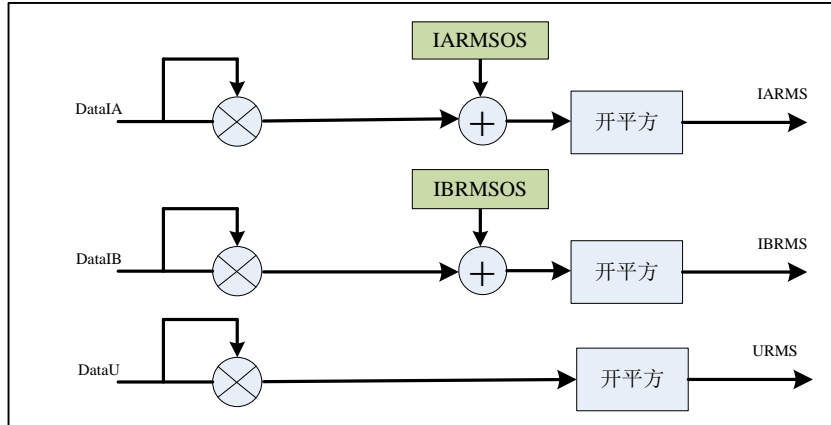 IARMSOS
DataIA
开平方
IARMS
IBRMSOS
DataIB
开平方
IBRMS
DataU
开平方
URMS